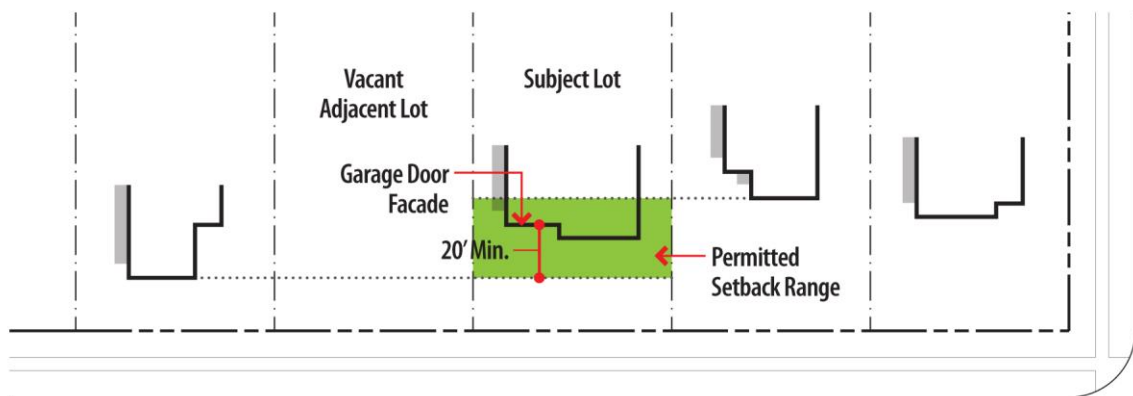 Vacant
Adjacent Lot
Subject Lot
Garage Door
Facade
20' Min.
Permitted
Setback Range